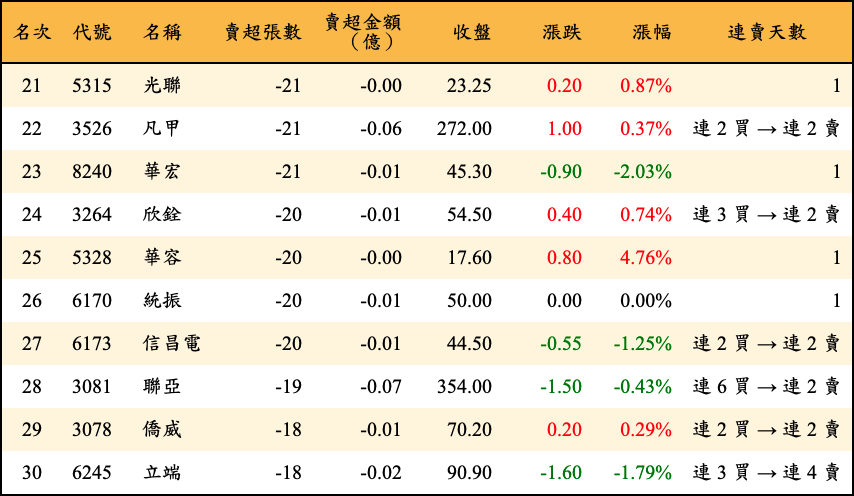 名次 代號 名稱 賣超張數 賣超金額（億） 收盤 漲跌 漲幅 連賣天數
21 5315 光聯 -21 -0.00 23.25 0.20 0.87% 1
22 3526 凡甲 -21 -0.06 272.00 1.00 0.37% 連 2 買 → 連 2 賣
23 8240 華宏 -21 -0.01 45.30 -0.90 -2.03% 1
24 3264 欣銓 -20 -0.01 54.50 0.40 0.74% 連 3 買 → 連 2 賣
25 5328 華容 -20 -0.00 17.60 0.80 4.76% 1
26 6170 統振 -20 -0.01 50.00 0.00 0.00% 1
27 6173 信昌電 -20 -0.01 44.50 -0.55 -1.25% 連 2 買 → 連 2 賣
28 3081 聯亞 -19 -0.07 354.00 -1.50 -0.43% 連 6 買 → 連 2 賣
29 3078 僑威 -18 -0.01 70.20 0.20 0.29% 連 2 買 → 連 2 賣
30 6245 立端 -18 -0.02 90.90 -1.60 -1.79% 連 3 買 → 連 4 賣